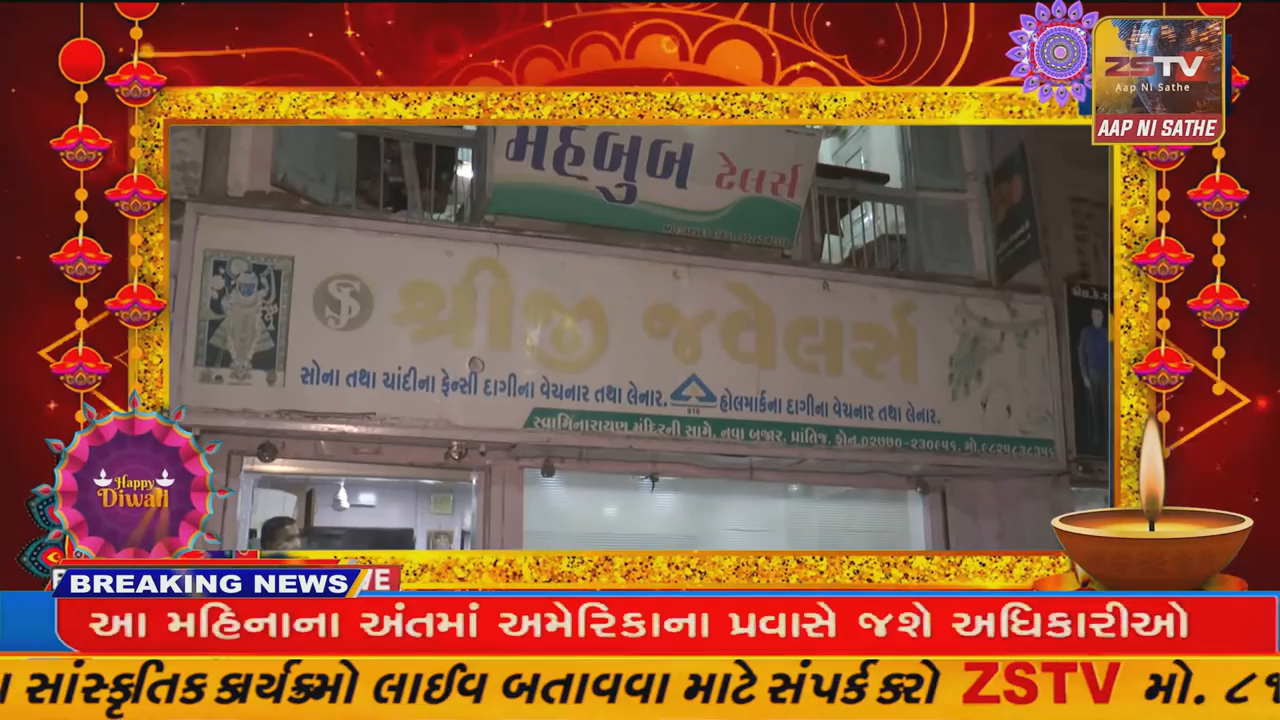 ZSTV
Aap Ni Sathe
AAP NI SATHE
મહબુબ ટેલર્સ
SJ
શ્રીજી જવેલર્સ
સોના તથા ચાંદીના ફેન્સી દાગીના વેચનાર તથા લેનાર. 916 હોલમાર્કના દાગીના વેચનાર તથા લેનાર.
સ્વામિનારાયણ મંદિરની સામે, નવા બજાર, પ્રાંતિજ, ફોન.
Happy
Diwali
BREAKING NEWS
આ મહિનાના અંતમાં અમેરિકાના પ્રવાસે જશે અધિકારીઓ
સાંસ્કૃતિક કાર્યક્રમો લાઈવ બતાવવા માટે સંપર્ક કરો ZSTV મો. ૮